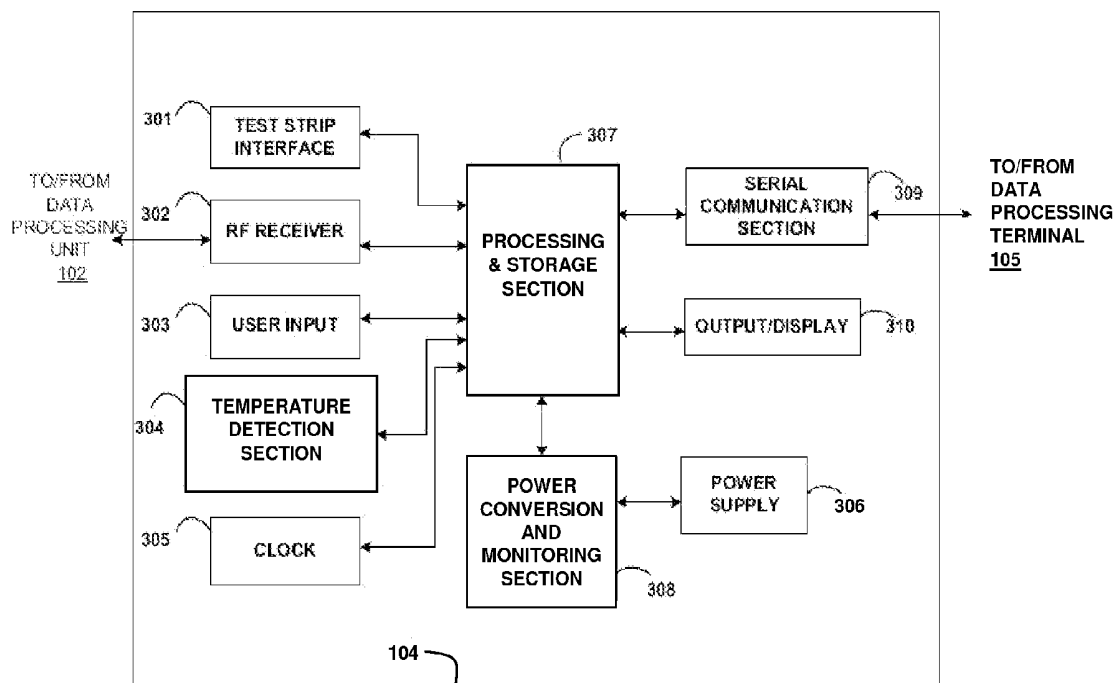 301
TEST STRIP
INTERFACE
TO/FROM
DATA
PROCESSING
UNIT
102
302
RF RECEIVER
303
USER INPUT
304
TEMPERATURE
DETECTION
SECTION
305
CLOCK
307
PROCESSING
& STORAGE
SECTION
POWER
CONVERSION
AND
MONITORING
SECTION
308
SERIAL
COMMUNICATION
SECTION
309
TO/FROM
DATA
PROCESSING
TERMINAL
105
OUTPUT/DISPLAY
310
POWER
SUPPLY
306
104